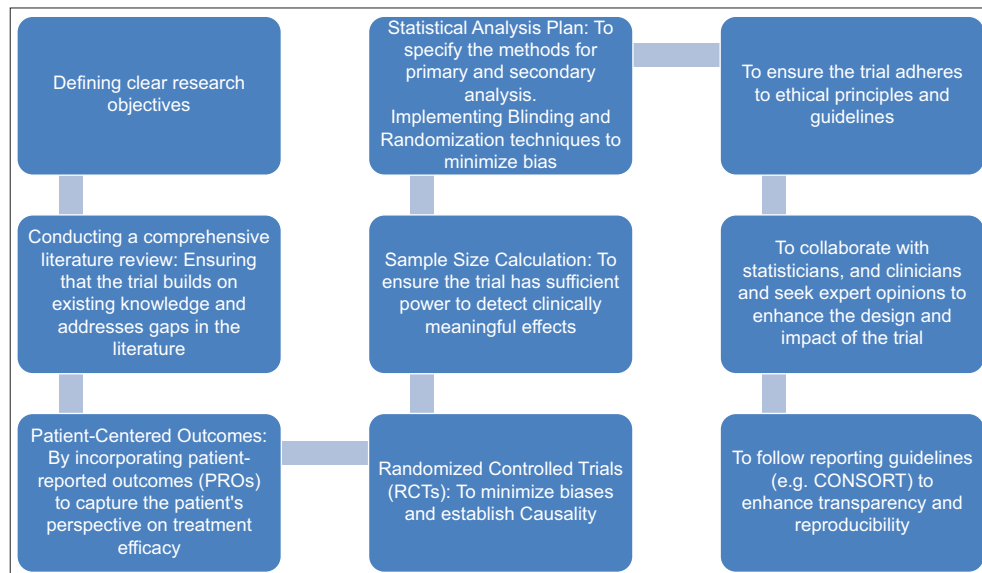 Defining clear research
objectives
Conducting a comprehensive
literature review: Ensuring
that the trial builds on
existing knowledge and
addresses gaps in the
literature
Patient-Centered Outcomes:
By incorporating patient-
reported outcomes (PROs)
to capture the patient's
perspective on treatment
efficacy
Randomized Controlled Trials
(RCTs): To minimize biases
and establish Causality
Sample Size Calculation: To
ensure the trial has sufficient
power to detect clinically
meaningful effects
Statistical Analysis Plan: To
specify the methods for
primary and secondary
analysis.
Implementing Blinding and
Randomization techniques to
minimize bias
To ensure the trial adheres
to ethical principles and
guidelines
To collaborate with
statisticians, and clinicians
and seek expert opinions to
enhance the design and
impact of the trial
To follow reporting guidelines
(e.g. CONSORT) to
enhance transparency and
reproducibility